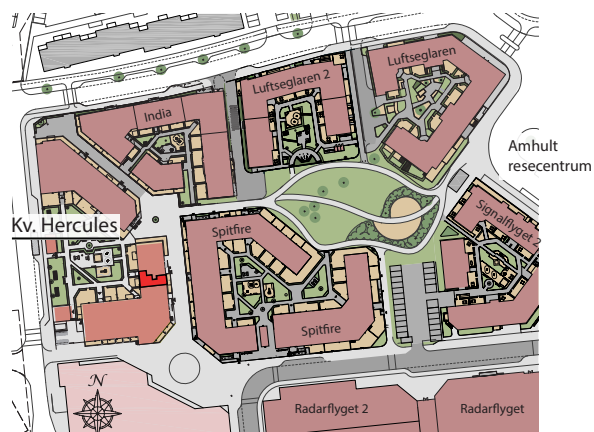 Luftseglaren
Luftseglaren 2
India
Amhult
resecentrum
Kv. Hercules
Signalflyget 2
Spitfire
Spitfire
N
Radarflyget 2
Radarflyget